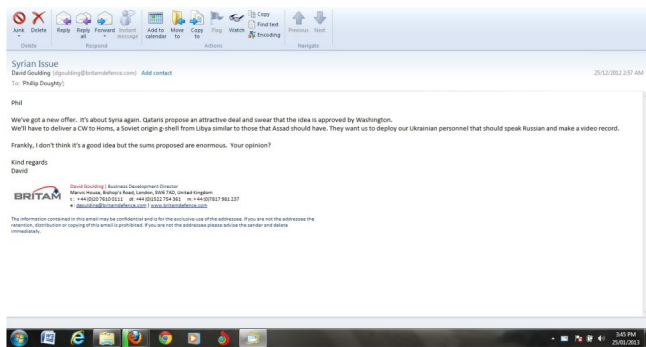 Junk Delete Reply Reply all Forward Instant message Add to calendar Move to Copy to Flag Watch Copy Find text Encoding Previous Next
Delete Respond Actions Navigate
Syrian Issue
David Goulding (dgoulding@britamdefence.com) Add contact 25/12/2012 2:57 AM
To: 'Phillip Doughty';
Phil
We've got a new offer. It's about Syria again. Qataris propose an attractive deal and swear that the idea is approved by Washington.
We'll have to deliver a CW to Homs, a Soviet origin g-shell from Libya similar to those that Assad should have. They want us to deploy our Ukrainian personnel that should speak Russian and make a video record.
Frankly, I don't think it's a good idea but the sums proposed are enormous. Your opinion?
Kind regards
David
BRITAM
David Goulding | Business Development Director
Marvic House, Bishop's Road, London, SW6 7AD, United Kingdom
t: +44 (0)20 7610 0111 dl: +44 (0)1522 754 381 m: +44 (0)7817 981 237
e: dgoulding@britamdefence.com | www.britamdefence.com
The information contained in this email may be confidential and is for the exclusive use of the addressee. If you are not the addressee the
retention, distribution or copying of this email is prohibited. If you are not the addressee please advise the sender and delete
immediately.
3:45 PM
25/01/2013